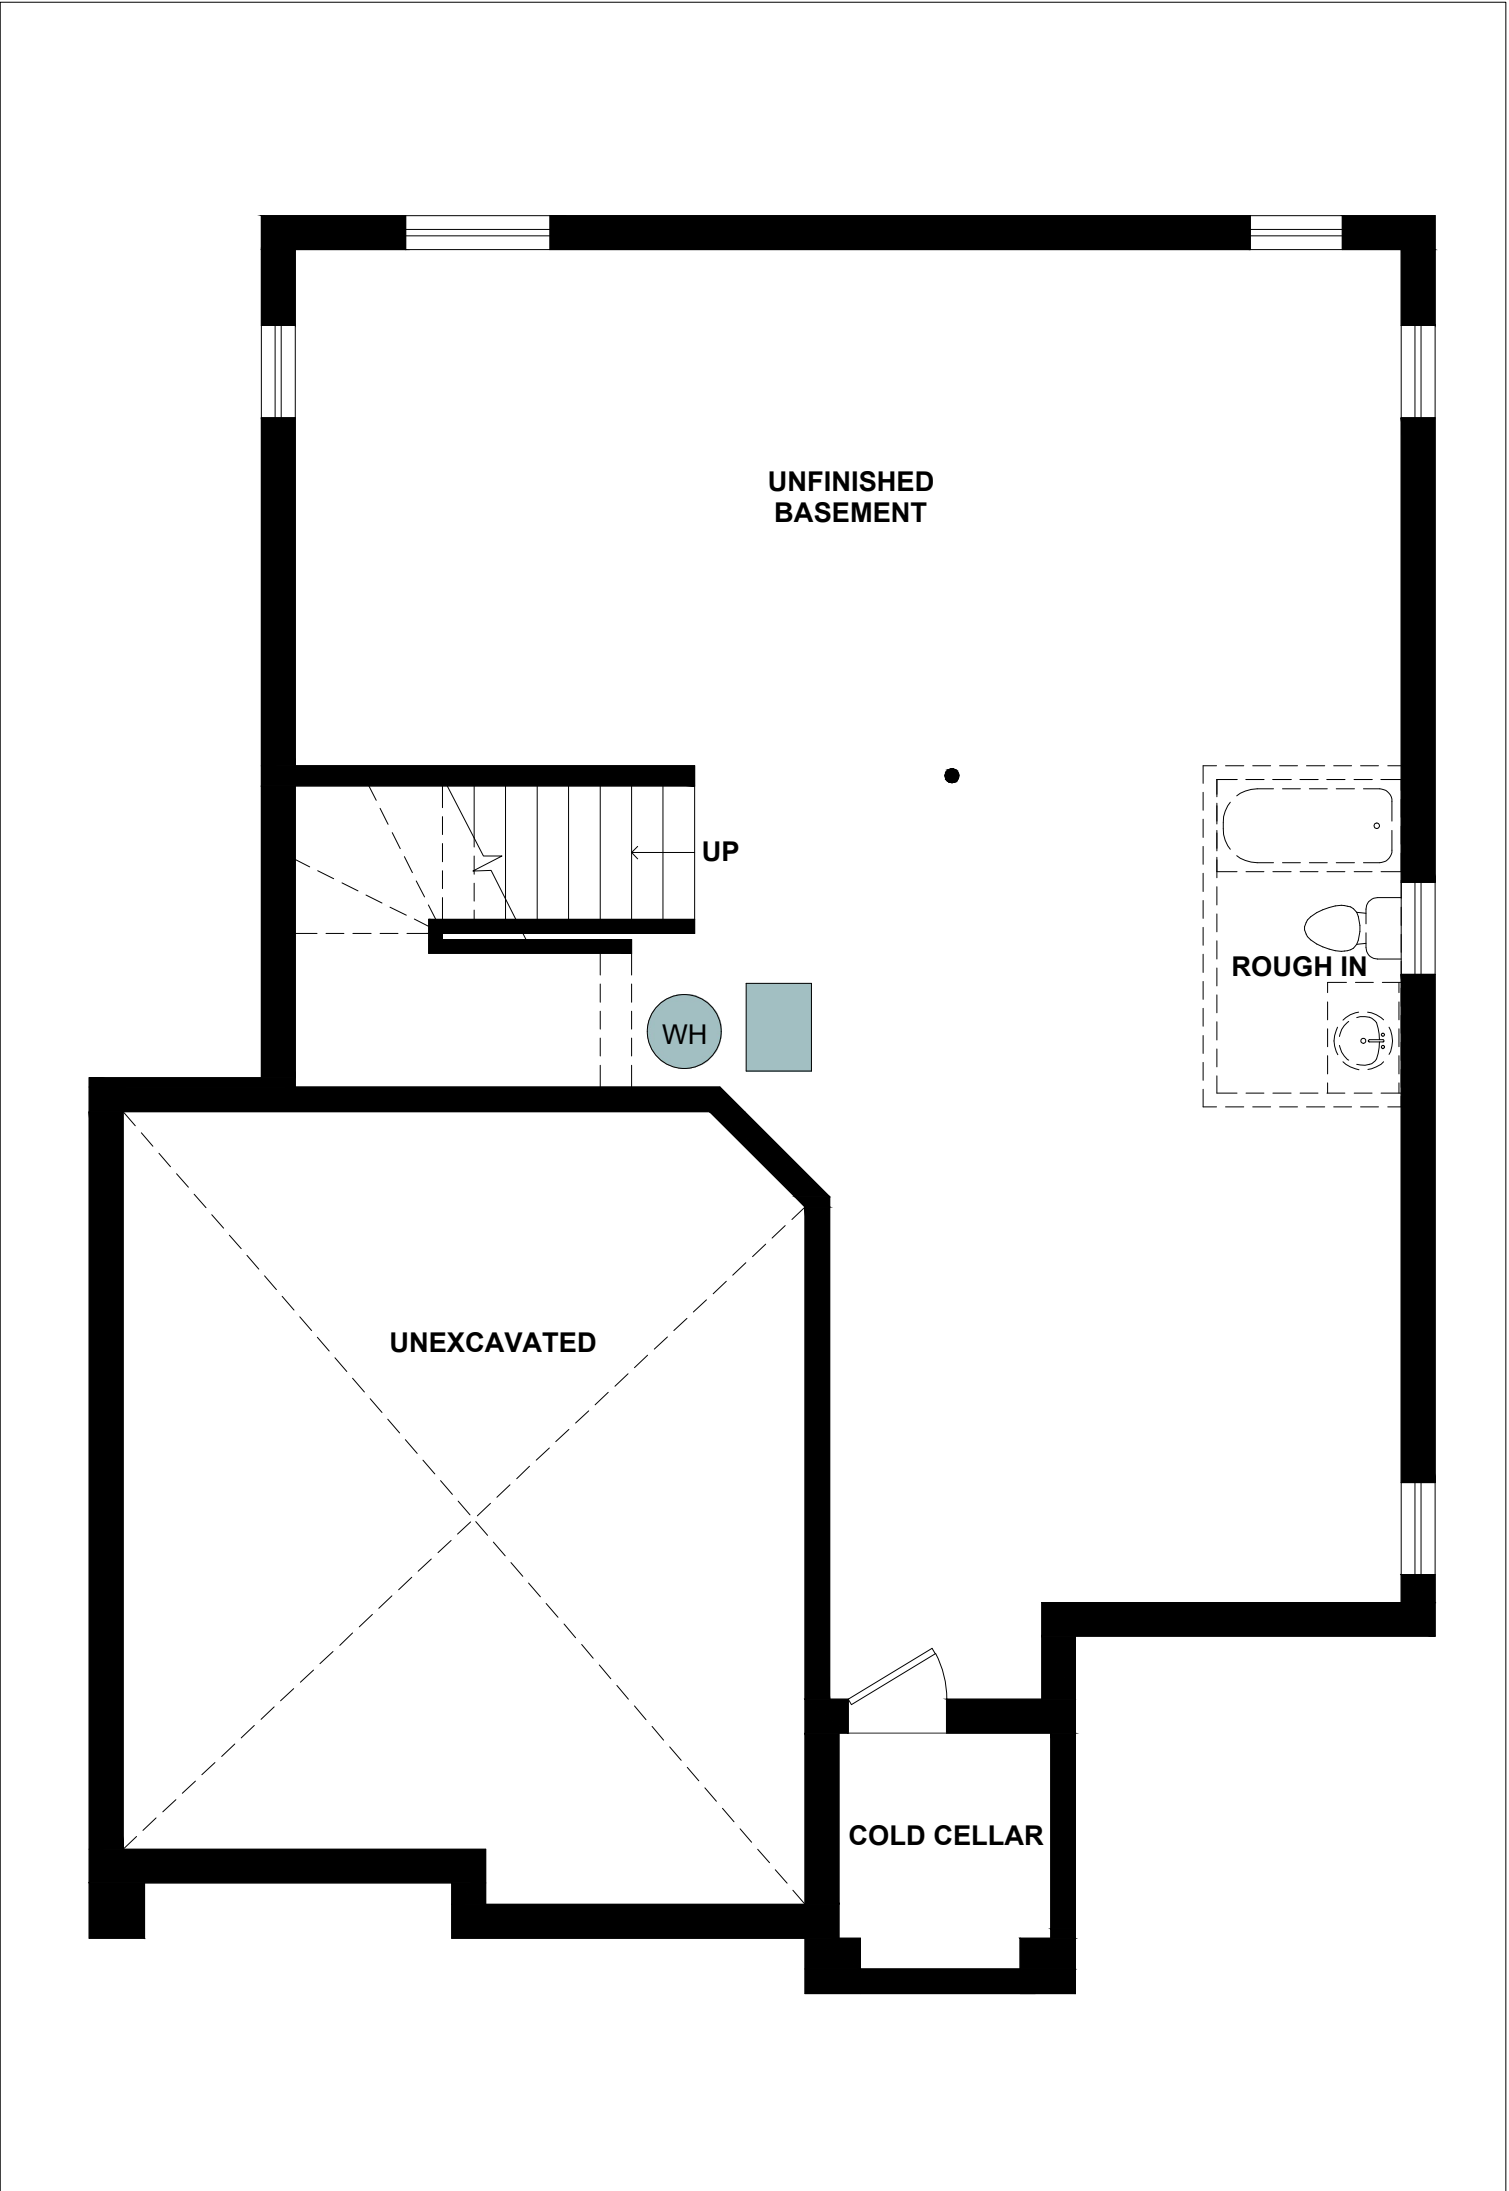 UNFINISHED
BASEMENT
UP
ROUGH IN
WH
UNEXCAVATED
COLD CELLAR